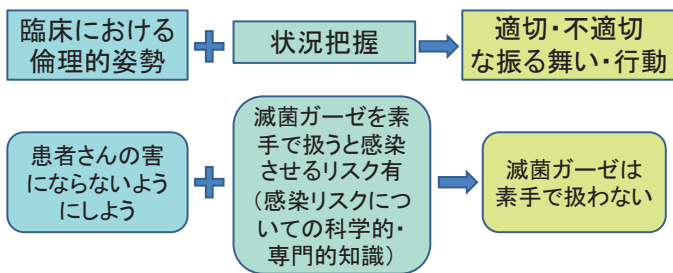 臨床における
倫理的姿勢
状況把握
適切・不適切
な振る舞い・行動
患者さんの害
にならないよう
にしよう
滅菌ガーゼを素
手で扱うと感染
させるリスク有
（感染リスクにつ
いての科学的・
専門的知識）
滅菌ガーゼは
素手で扱わない